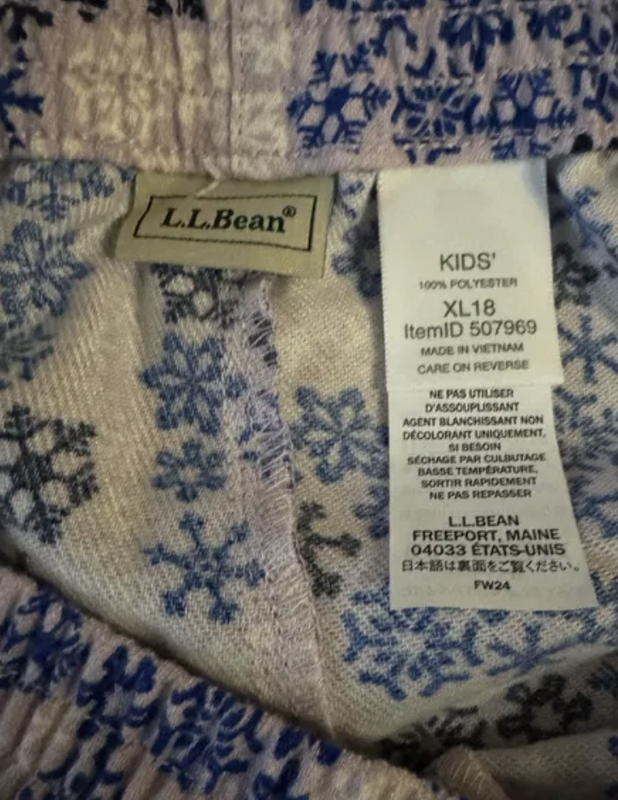 L.L.Bean®
KIDS'
100% POLYESTER
XL18
ItemID 507969
MADE IN VIETNAM
CARE ON REVERSE
NE PAS UTILISER
D'ASSOUPLISSANT
AGENT BLANCHISSANT NON
DÉCOLORANT UNIQUEMENT,
SI BESOIN
SÉCHAGE PAR CULBUTAGE
BASSE TEMPÉRATURE,
SORTIR RAPIDEMENT
NE PAS REPASSER
L.L.BEAN
FREEPORT, MAINE
04033 ÉTATS-UNIS
日本語は裏面をご覧ください。
FW24